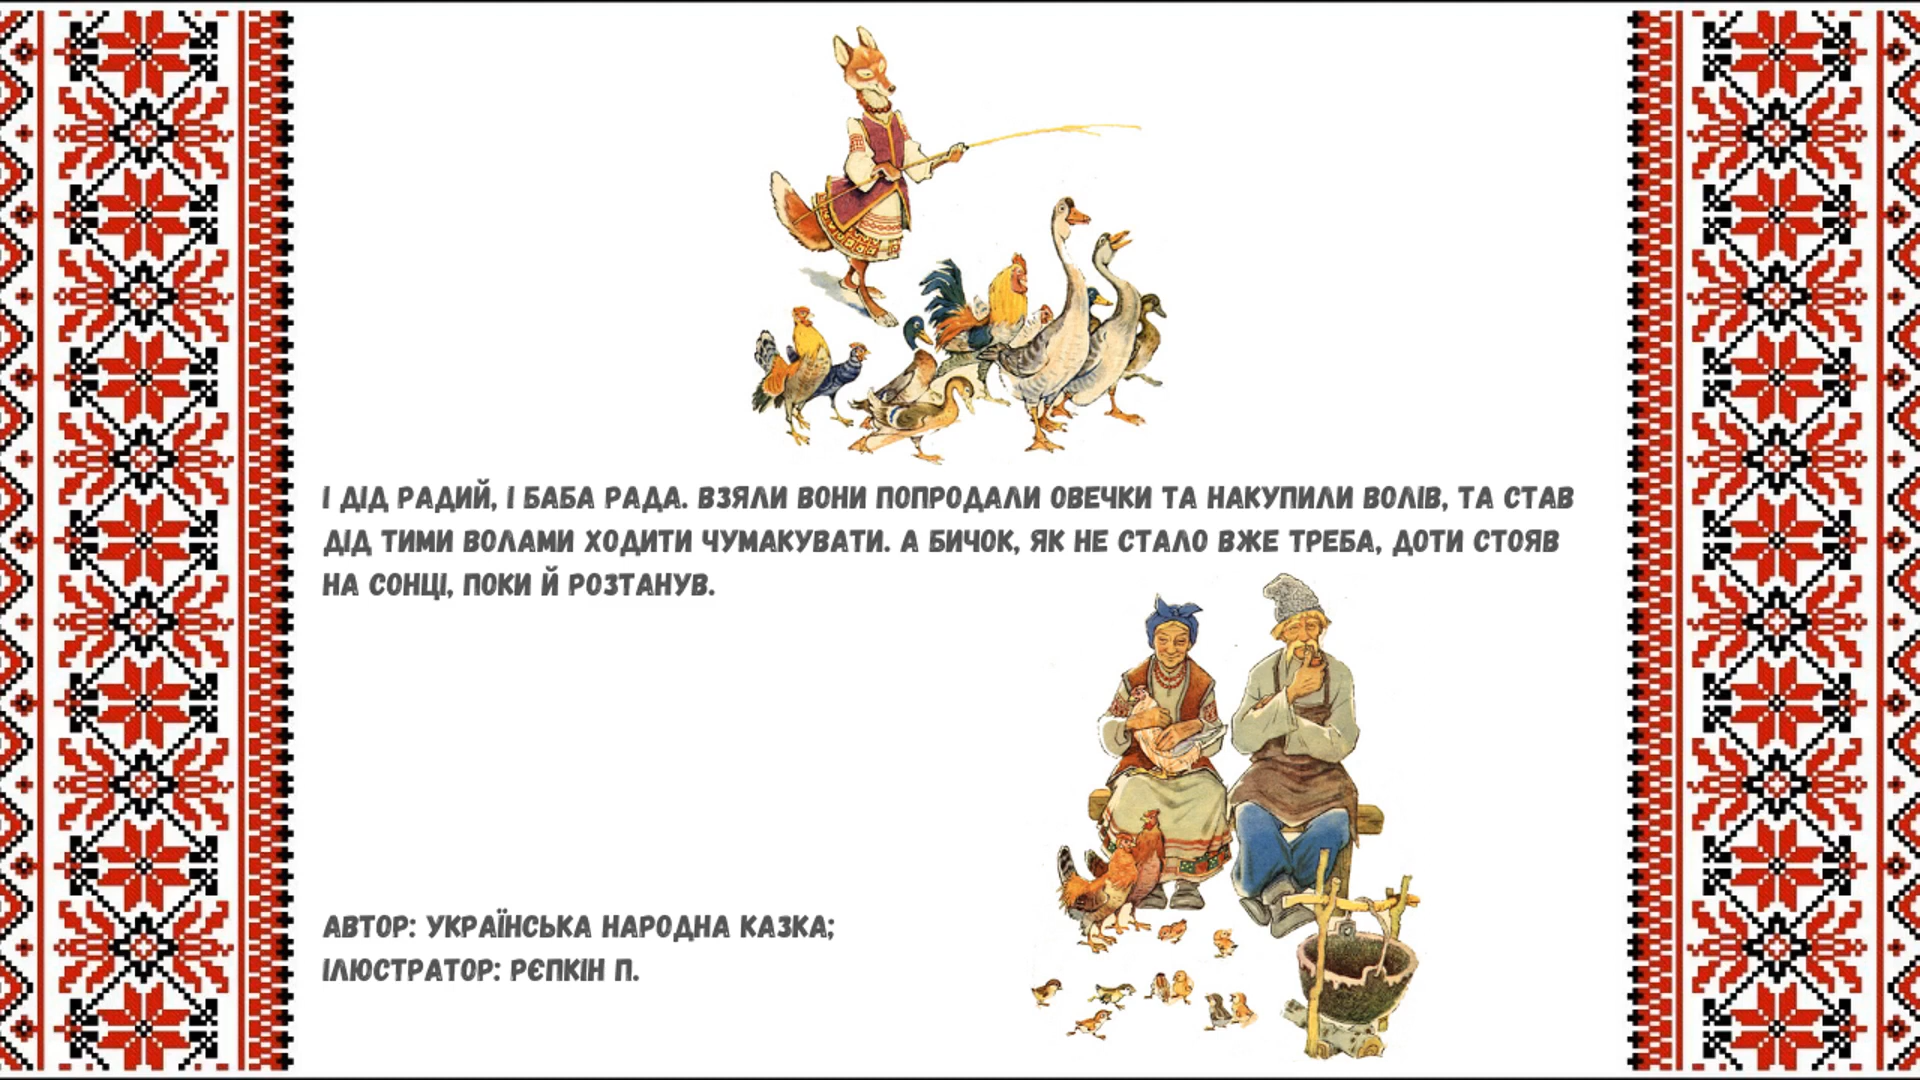 І ДІД РАДИЙ, І БАБА РАДА. ВЗЯЛИ ВОНИ ПОПРОДАЛИ ОВЕЧКИ ТА НАКУПИЛИ ВОЛІВ, ТА СТАВ
ДІД ТИМИ ВОЛАМИ ХОДИТИ ЧУМАКУВАТИ. А БИЧОК, ЯК НЕ СТАЛО ВЖЕ ТРЕБА, ДОТИ СТОЯВ
НА СОНЦІ, ПОКИ Й РОЗТАНУВ.
АВТОР: УКРАЇНСЬКА НАРОДНА КАЗКА;
ІЛЮСТРАТОР: РЄПКІН П.